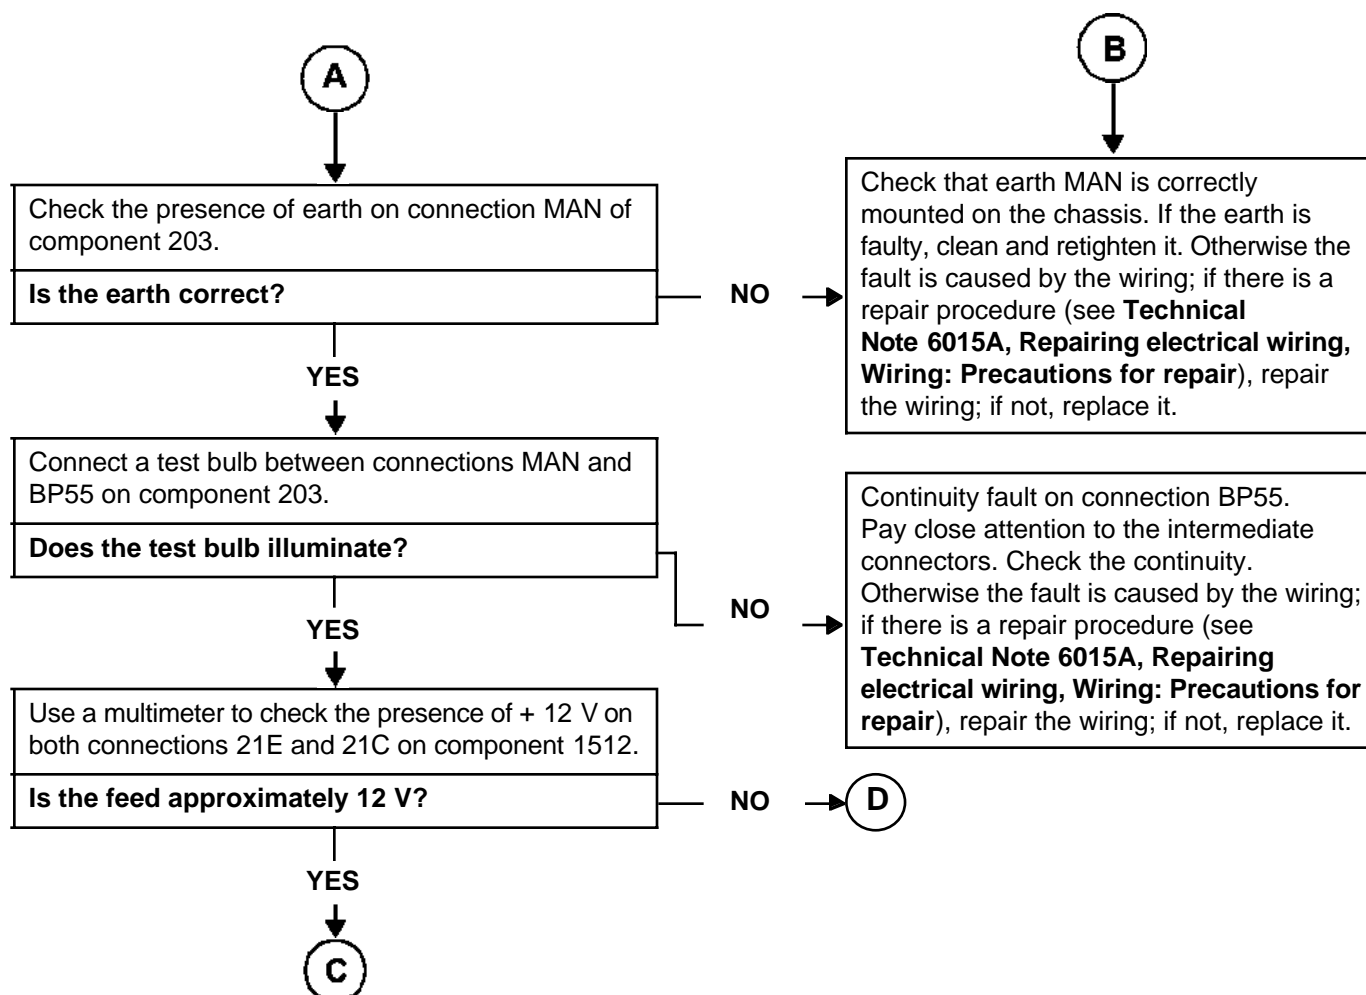 A
B
Check the presence of earth on connection MAN of
component 203.
Is the earth correct?
NO
Check that earth MAN is correctly
mounted on the chassis. If the earth is
faulty, clean and retighten it. Otherwise the
fault is caused by the wiring; if there is a
repair procedure (see Technical
Note 6015A, Repairing electrical wiring,
Wiring: Precautions for repair), repair
the wiring; if not, replace it.
YES
Connect a test bulb between connections MAN and
BP55 on component 203.
Does the test bulb illuminate?
NO
Continuity fault on connection BP55.
Pay close attention to the intermediate
connectors. Check the continuity.
Otherwise the fault is caused by the wiring;
if there is a repair procedure (see
Technical Note 6015A, Repairing
electrical wiring, Wiring: Precautions for
repair), repair the wiring; if not, replace it.
YES
Use a multimeter to check the presence of + 12 V on
both connections 21E and 21C on component 1512.
Is the feed approximately 12 V?
NO
D
YES
C